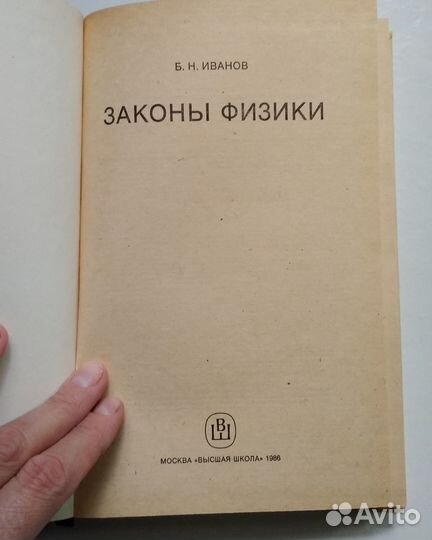 Б. Н. ИВАНОВ
ЗАКОНЫ ФИЗИКИ
ВШ
МОСКВА «ВЫСШАЯ ШКОЛА» 1986
Avito